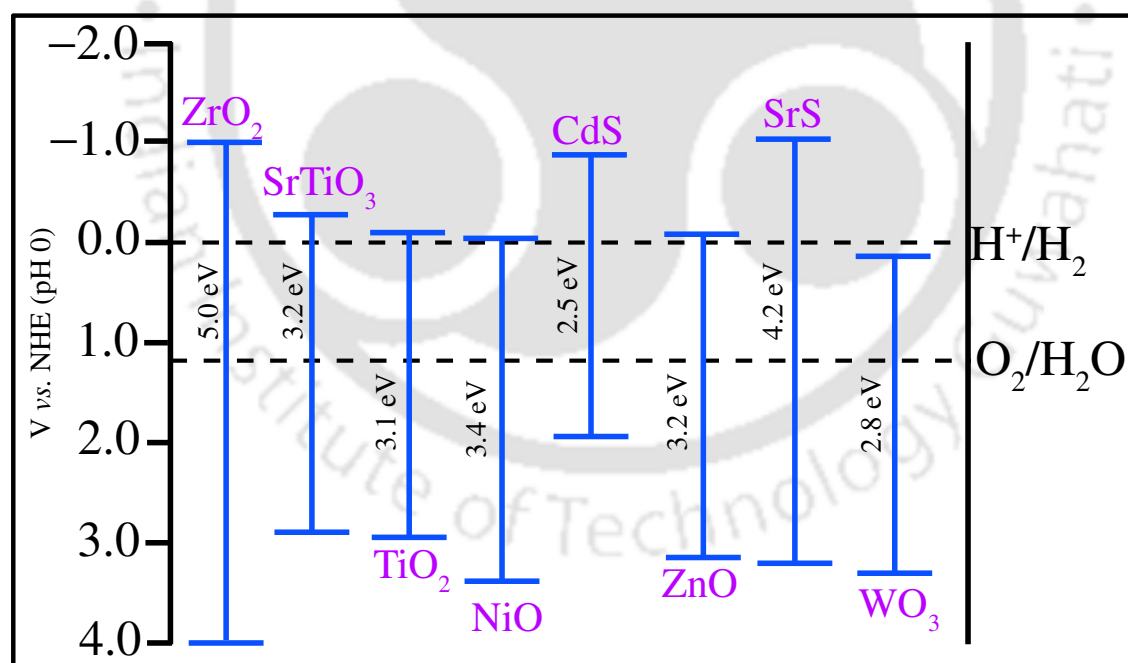 −2.0
−1.0
0.0
1.0
2.0
3.0
4.0
V vs. NHE (pH 0)
ZrO₂
5.0 eV
SrTiO₃
3.2 eV
TiO₂
3.1 eV
NiO
3.4 eV
CdS
2.5 eV
ZnO
3.2 eV
SrS
4.2 eV
WO₃
2.8 eV
H⁺/H₂
O₂/H₂O
Indian Institute of Technology Guwahati